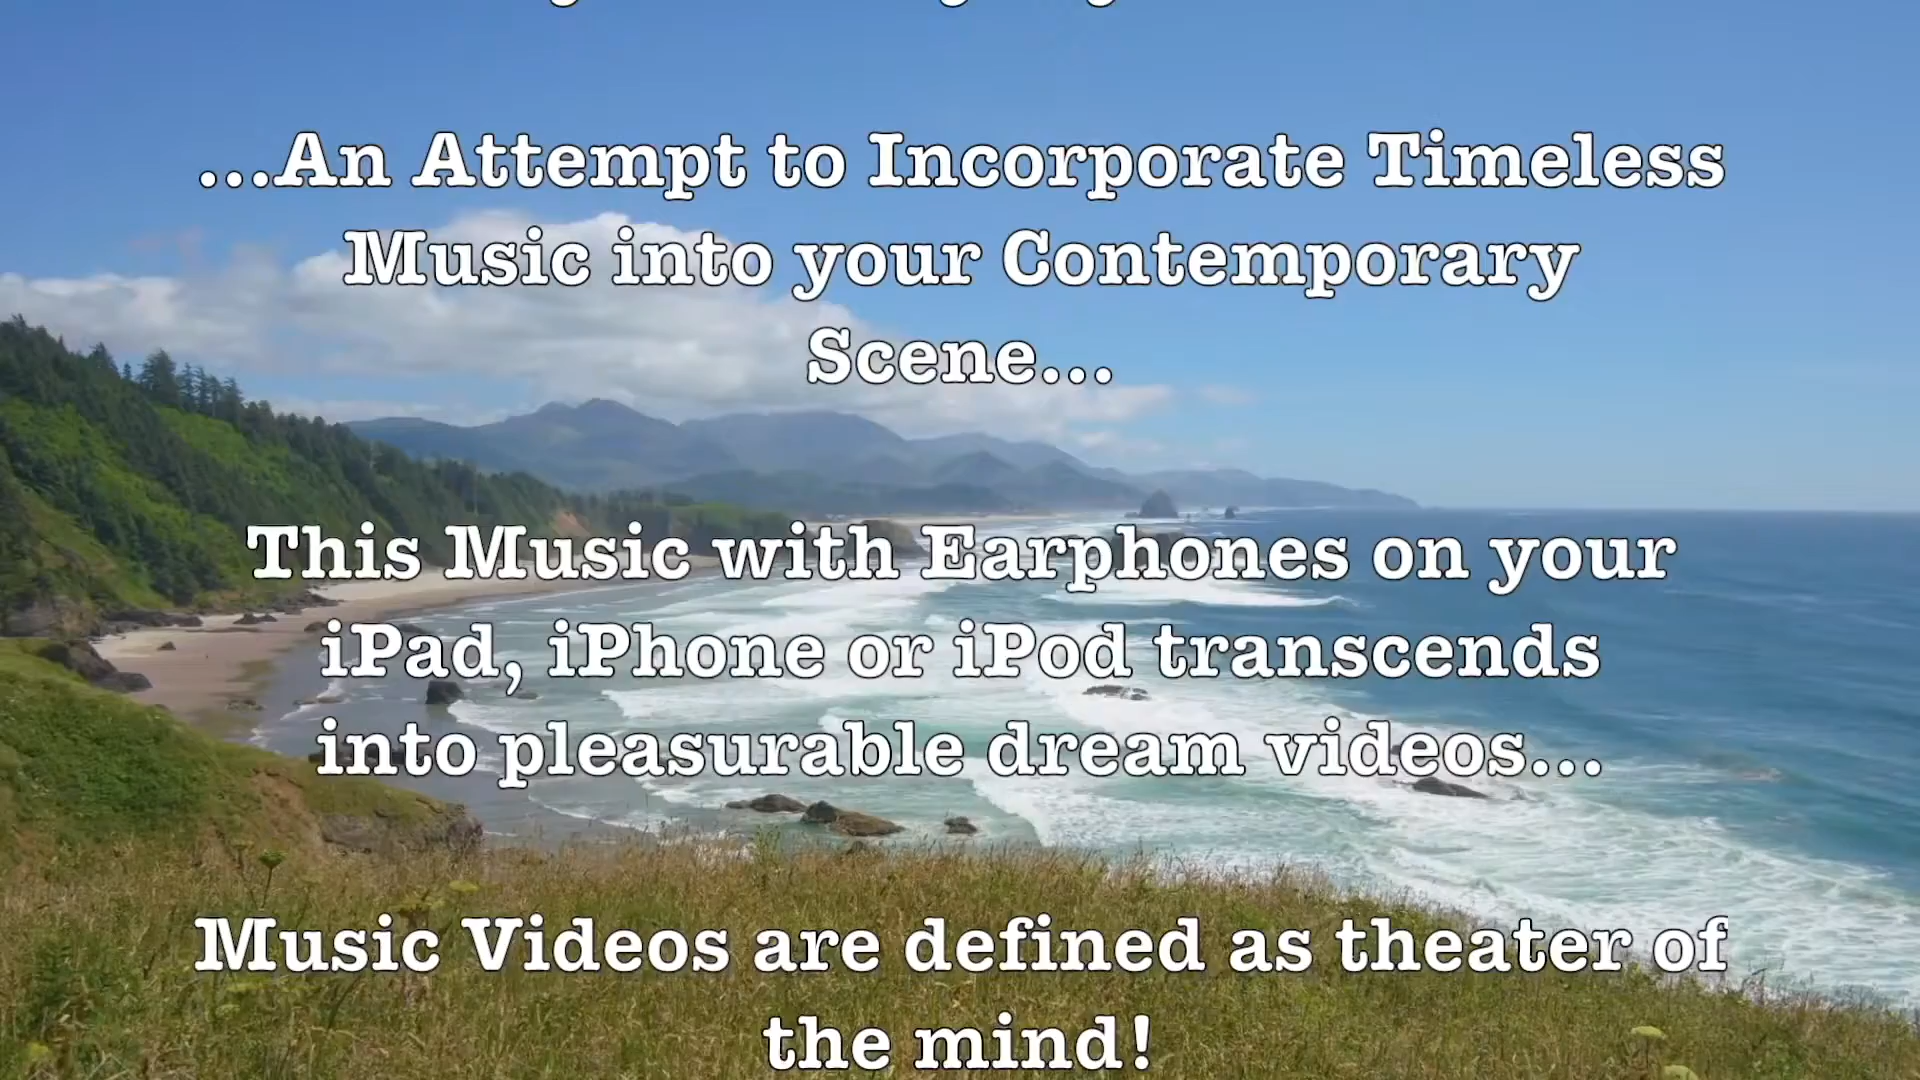 ...An Attempt to Incorporate Timeless
Music into your Contemporary
Scene...
This Music with Earphones on your
iPad, iPhone or iPod transcends
into pleasurable dream videos...
Music Videos are defined as theater of
the mind!